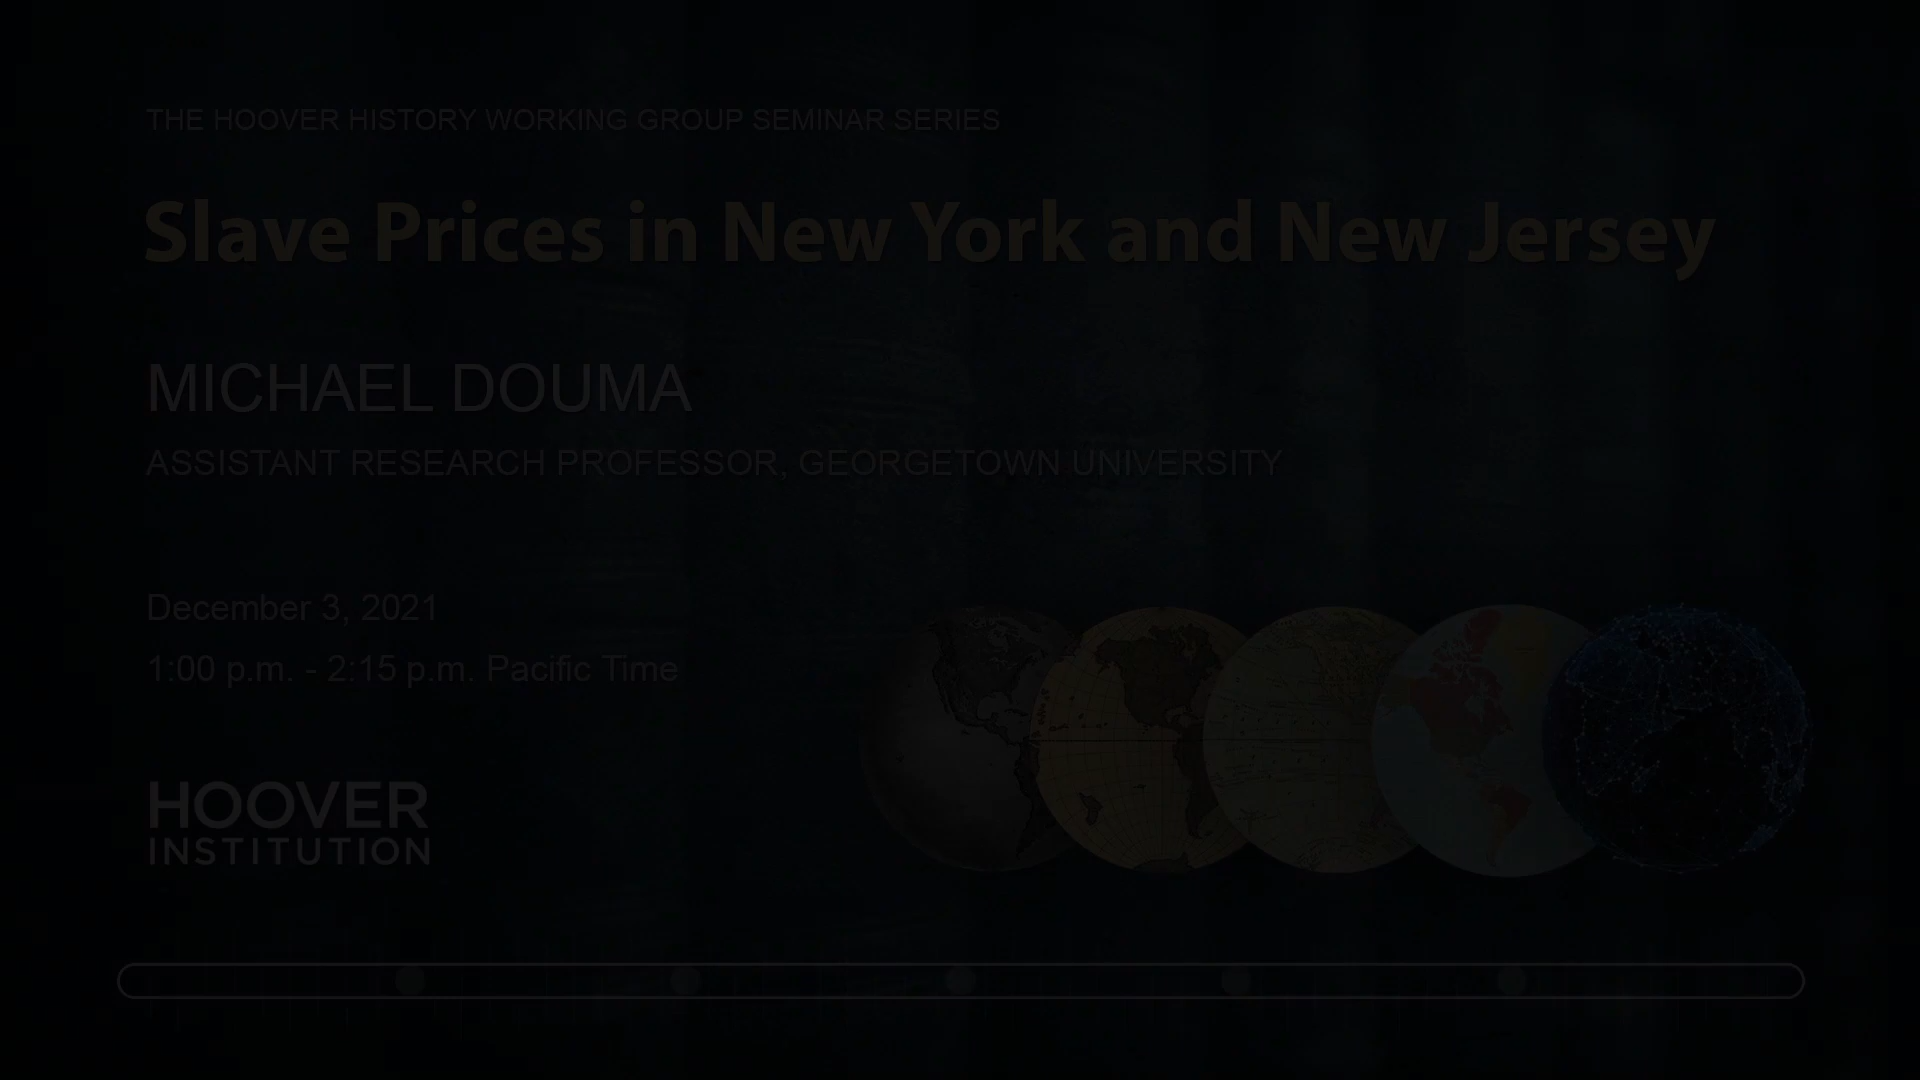 THE HOOVER HISTORY WORKING GROUP SEMINAR SERIES
Slave Prices in New York and New Jersey
MICHAEL DOUMA
ASSISTANT RESEARCH PROFESSOR, GEORGETOWN UNIVERSITY
December 3, 2021
1:00 p.m. - 2:15 p.m. Pacific Time
HOOVER
INSTITUTION